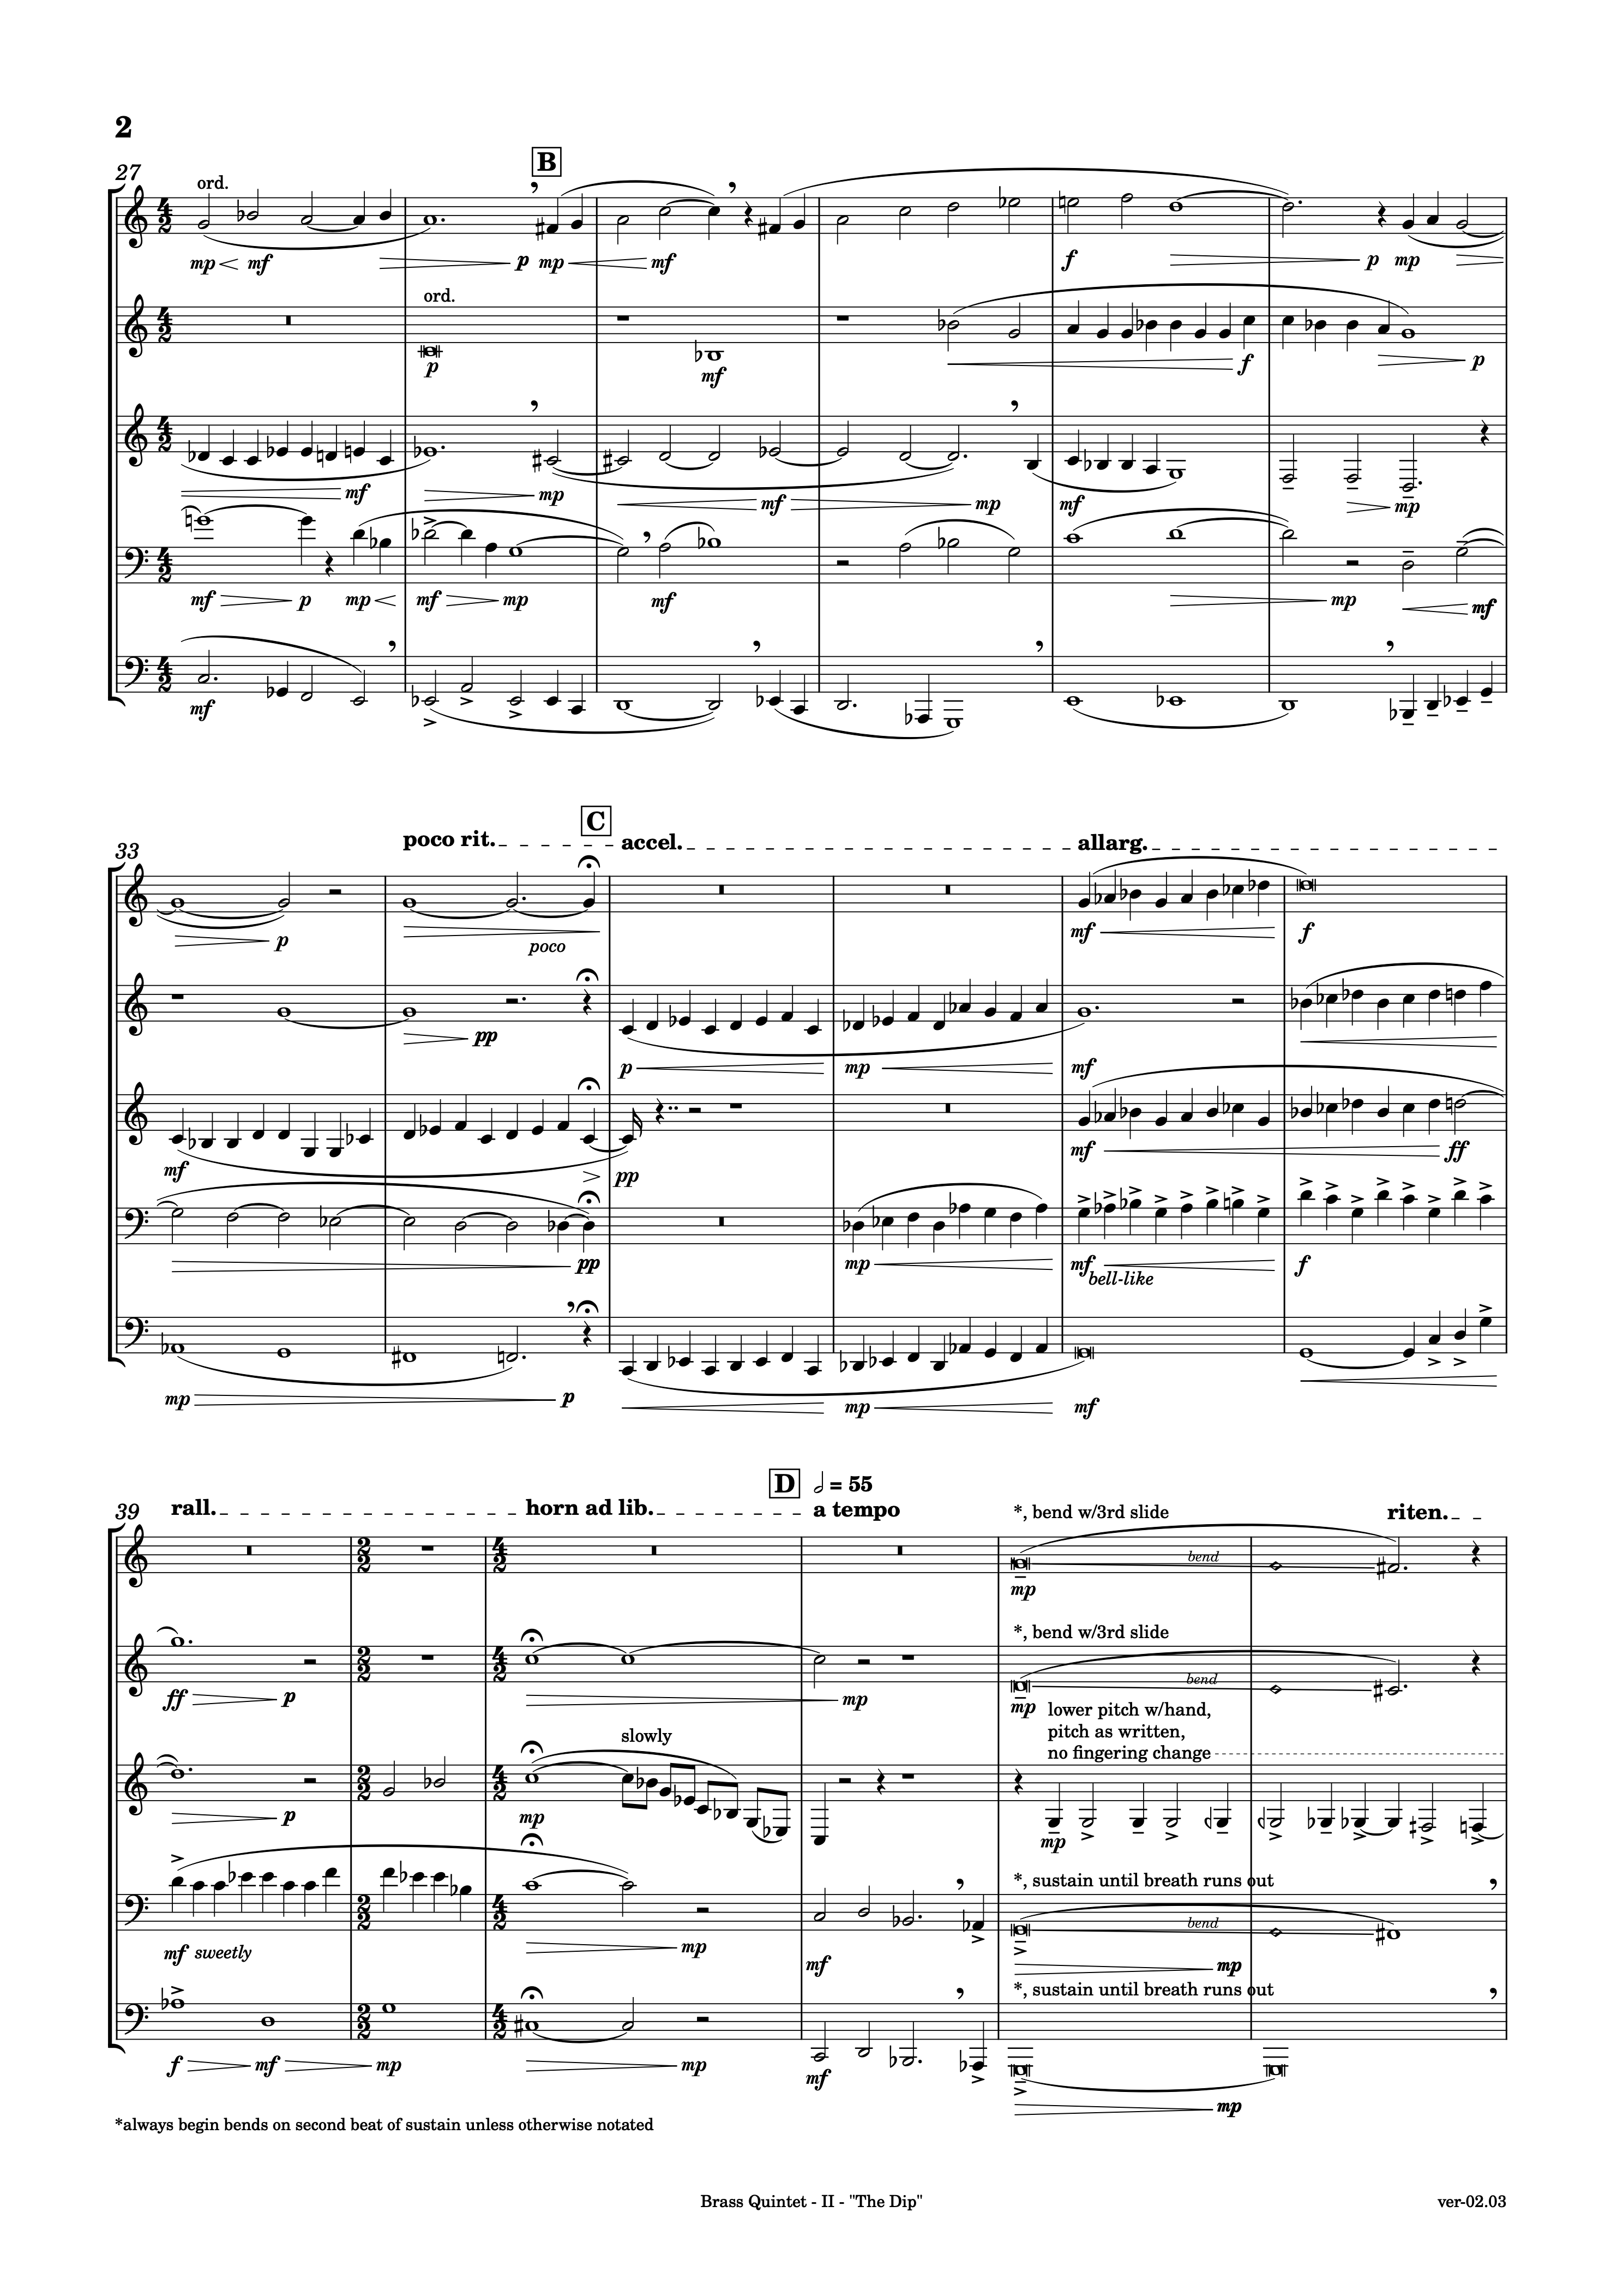 2
27
B
ord.
mp mf p mp mf f p mp
ord.
p mf f p
mf mp mf mp mf mp
mf p mp mf mp mf mp mf
mf
33
poco rit.
C
accel.
allarg.
p poco mf f
pp p mp mf
mf pp mf ff
pp mp mf f
bell-like
mp p mp mf
39
rall.
horn ad lib.
D
= 55
a tempo
*, bend w/3rd slide
riten.
bend
mp
*, bend w/3rd slide
bend
ff p mp mp
lower pitch w/hand,
pitch as written,
no fingering change
slowly
p mp mp
*, sustain until breath runs out
bend
mf sweetly mp mf mp
*, sustain until breath runs out
f mf mp mp mf mp
*always begin bends on second beat of sustain unless otherwise notated
Brass Quintet - II - "The Dip"
ver-02.03